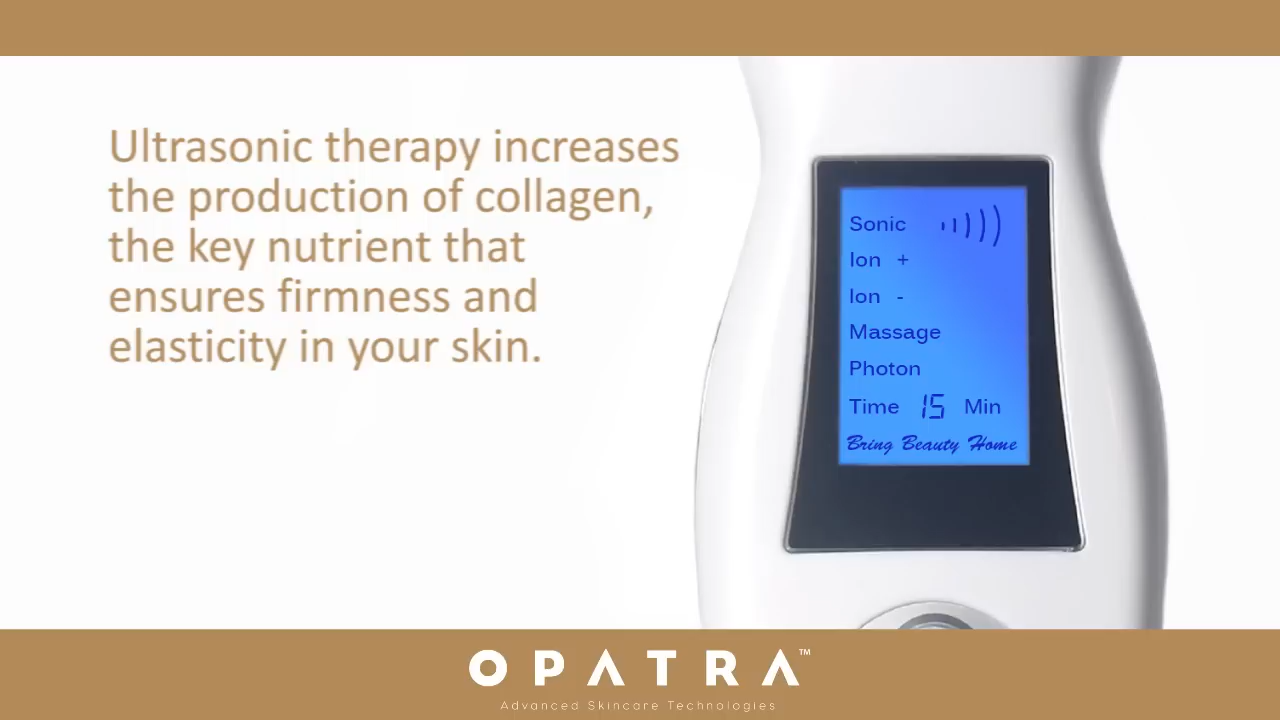 Ultrasonic therapy increases
the production of collagen,
the key nutrient that
ensures firmness and
elasticity in your skin.
Sonic
Ion +
Ion -
Massage
Photon
Time 15 Min
Bring Beauty Home
OPATRA™
Advanced Skincare Technologies